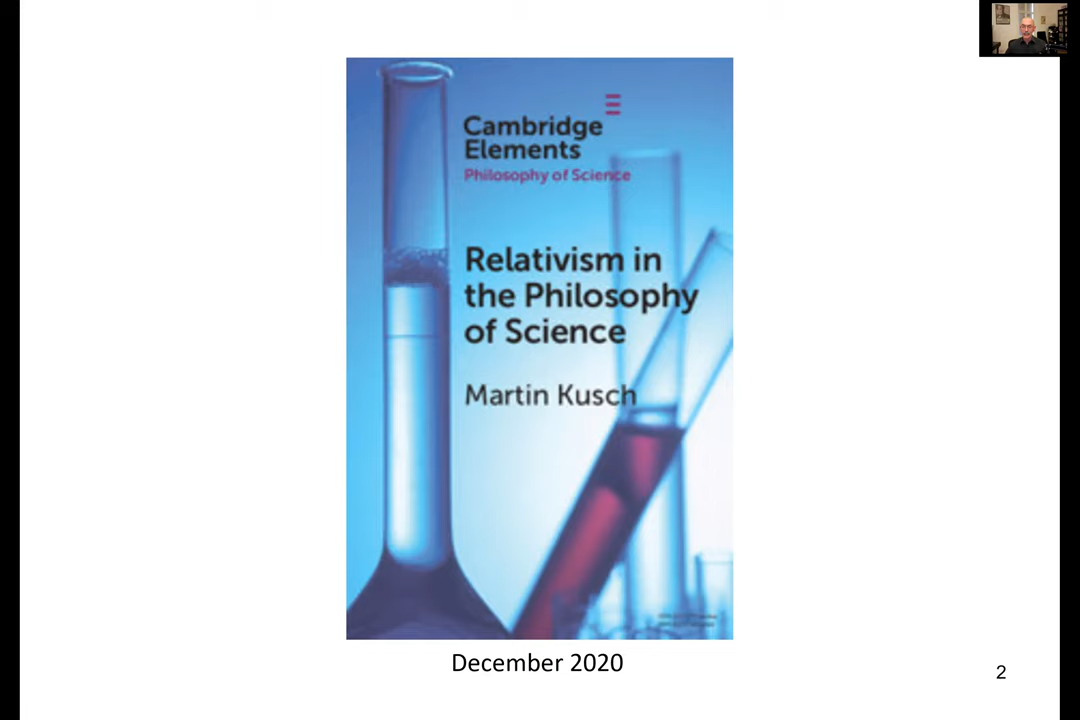 Cambridge
Elements
Philosophy of Science
Relativism in
the Philosophy
of Science
Martin Kusch
December 2020
2